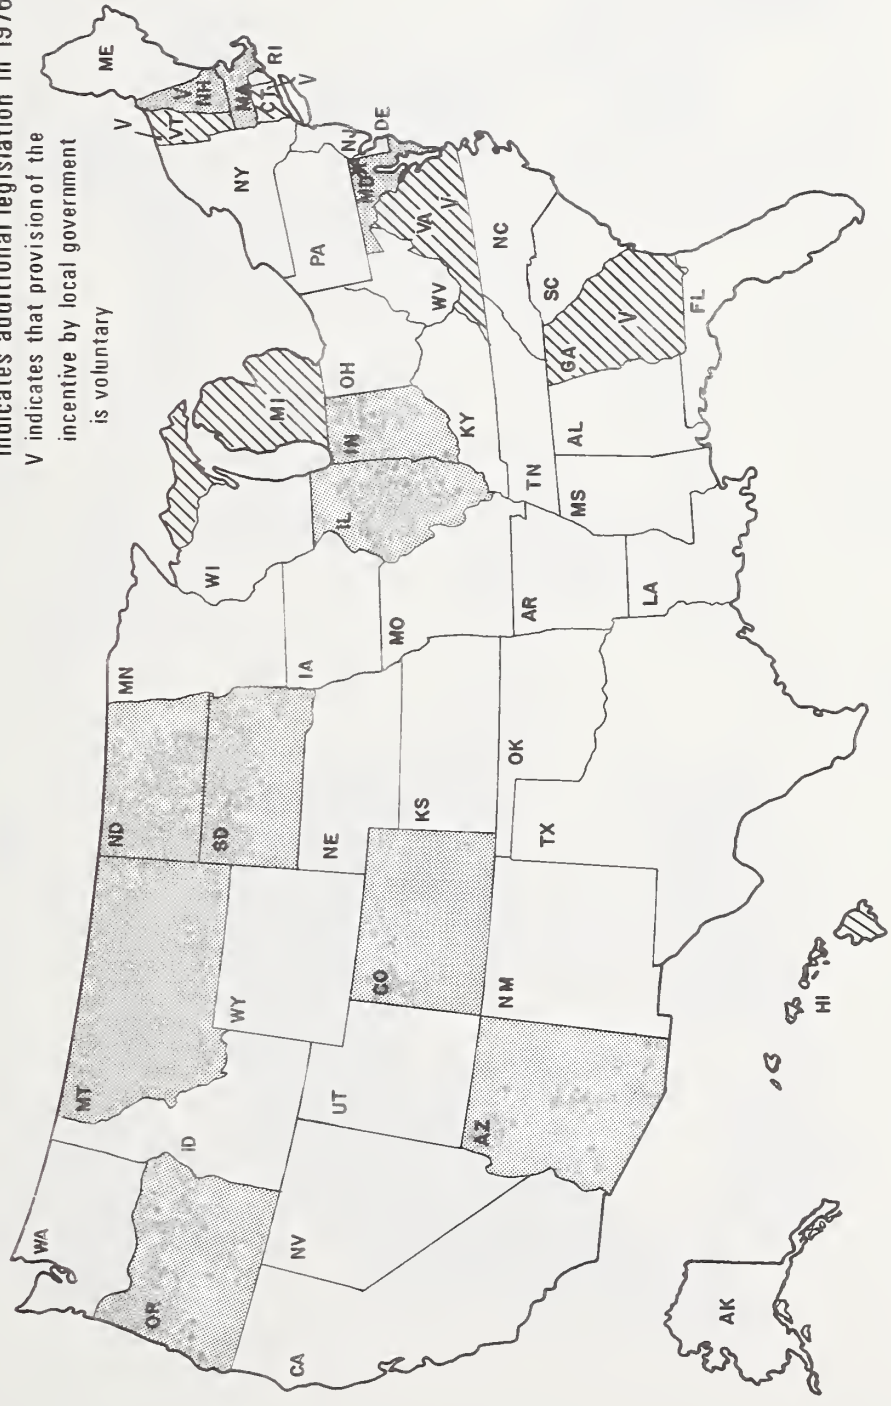 indicates additional legislation in 1976
V indicates that provision of the
incentive by local government
is voluntary
WA
OR
CA
ID
NV
MT
WY
UT
AZ
ND
SD
NE
CO
KS
NM
OK
TX
MN
IA
MO
AR
LA
WI
IL
MI
IN
OH
KY
TN
MS
AL
GA
V
FL
SC
NC
VA
V
WV
PA
MD
DE
NJ
NY
V
VT
V
NH
MA
CT
V
RI
ME
AK
HI